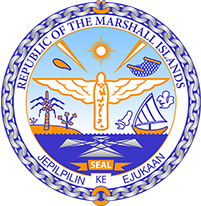 REPUBLIC OF THE MARSHALL ISLANDS
SEAL
JEPILPILIN KE EJUKAAN